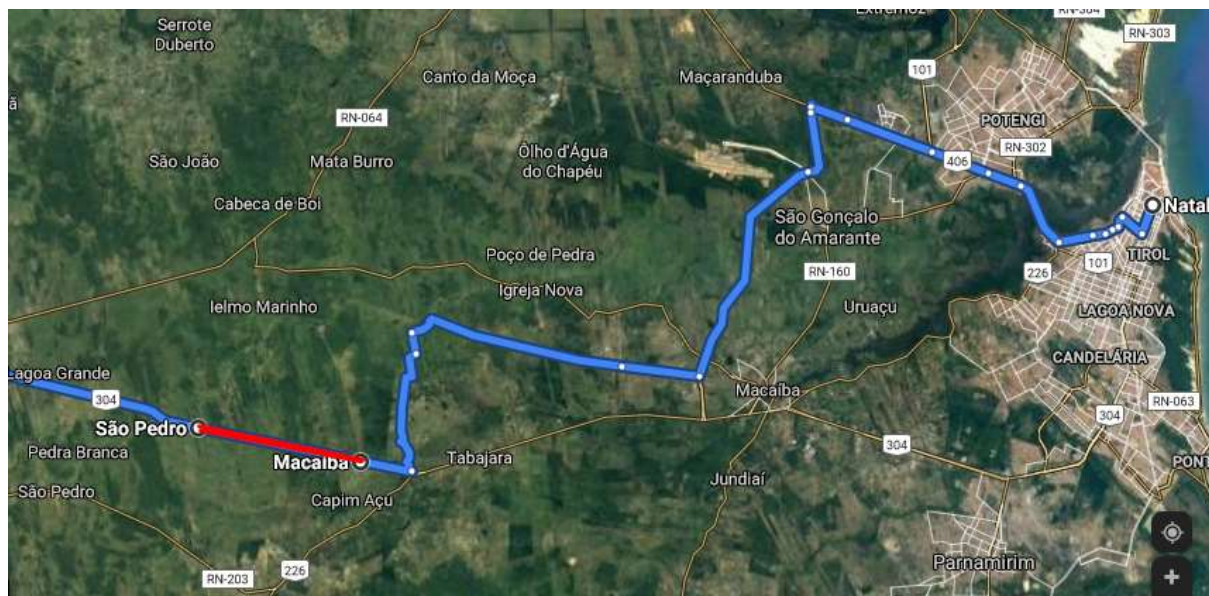 Serrote
Duberto
Extremoz
RN-304
RN-303
Canto da Moça
Maçaranduba
101
ã
RN-064
POTENGI
São João
Mata Burro
Ôlho d'Água
do Chapéu
406
RN-302
Cabeca de Boi
São Gonçalo
do Amarante
Natal
Poço de Pedra
TIROL
101
226
RN-160
Igreja Nova
Ielmo Marinho
Uruaçu
LAGOA NOVA
CANDELÁRIA
agoa Grande
304
Macaíba
RN-063
304
São Pedro
Pedra Branca
Macaíba
Tabajara
PONT
São Pedro
Capim Açu
Jundiaí
RN-203
226
Parnamirim